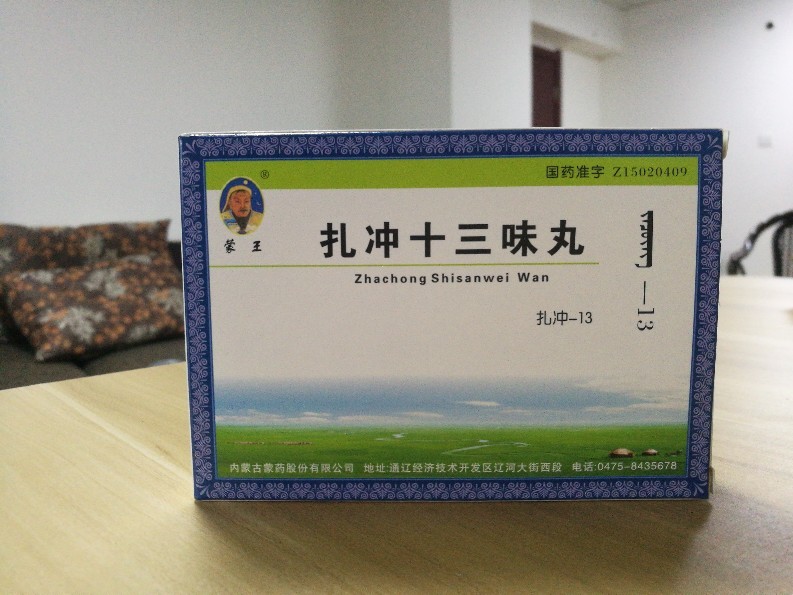 国药准字 Z15020409
®
蒙王
扎冲十三味丸
Zhachong Shisanwei Wan
扎冲-13
—13
内蒙古蒙药股份有限公司 地址:通辽经济技术开发区辽河大街西段 电话:0475-8435678